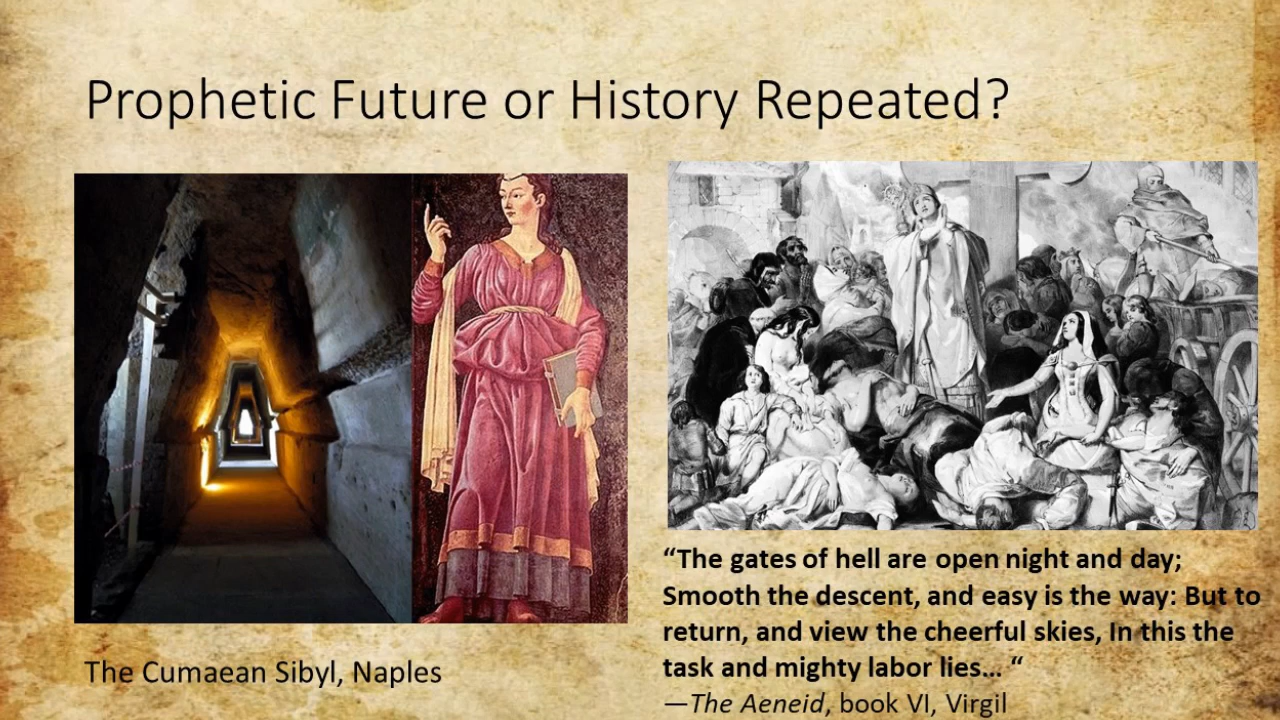 Prophetic Future or History Repeated?
The Cumaean Sibyl, Naples
“The gates of hell are open night and day;
Smooth the descent, and easy is the way: But to
return, and view the cheerful skies, In this the
task and mighty labor lies… “
—The Aeneid, book VI, Virgil